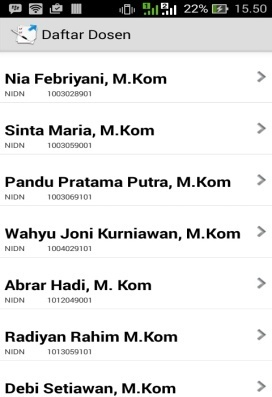 22% 15.50
Daftar Dosen
Nia Febriyani, M.Kom
NIDN 1003028901
Sinta Maria, M.Kom
NIDN 1003059001
Pandu Pratama Putra, M.Kom
NIDN 1003069101
Wahyu Joni Kurniawan, M.Kom
NIDN 1004029101
Abrar Hadi, M. Kom
NIDN 1012049001
Radiyan Rahim M.Kom
NIDN 1013059101
Debi Setiawan, M.Kom